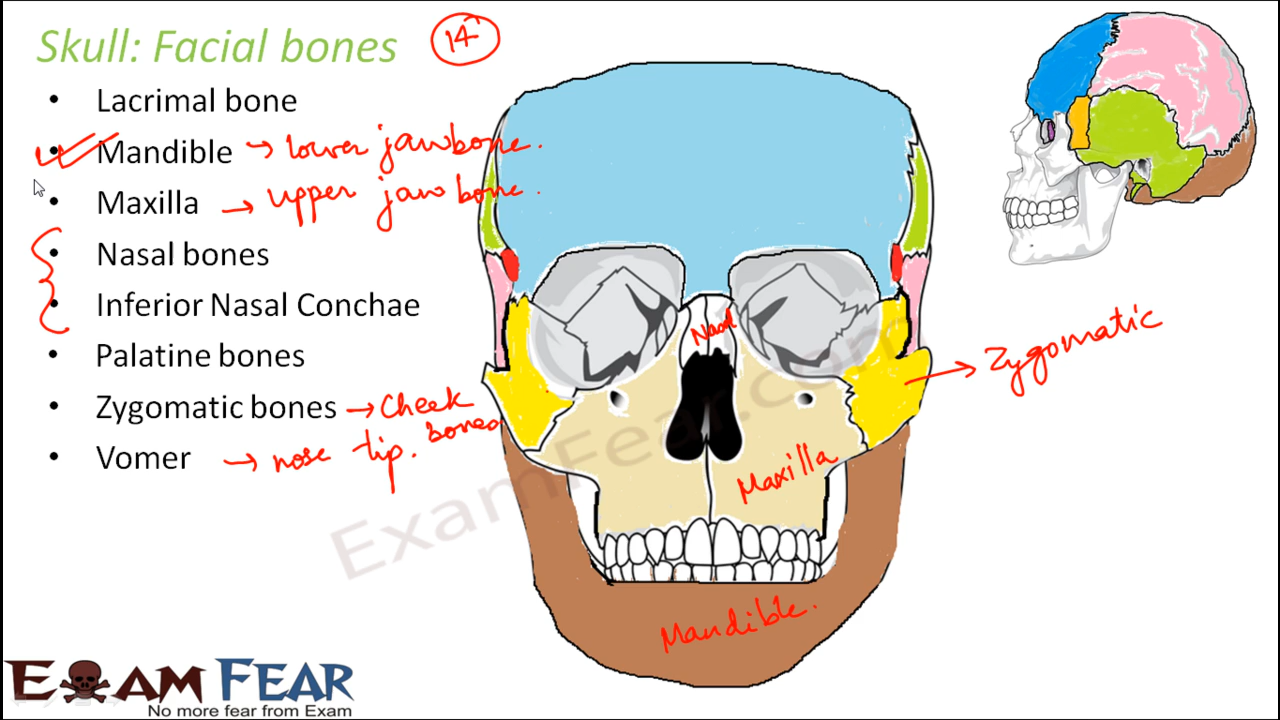 Skull: Facial bones 14
• Lacrimal bone
• Mandible → lower jawbone.
• Maxilla → upper jaw bone.
• Nasal bones
• Inferior Nasal Conchae
• Palatine bones
• Zygomatic bones → Cheek bones
• Vomer → nose tip.
Nasal
Zygomatic
Maxilla
Mandible.
ExamFear.com
EXAM FEAR
No more fear from Exam